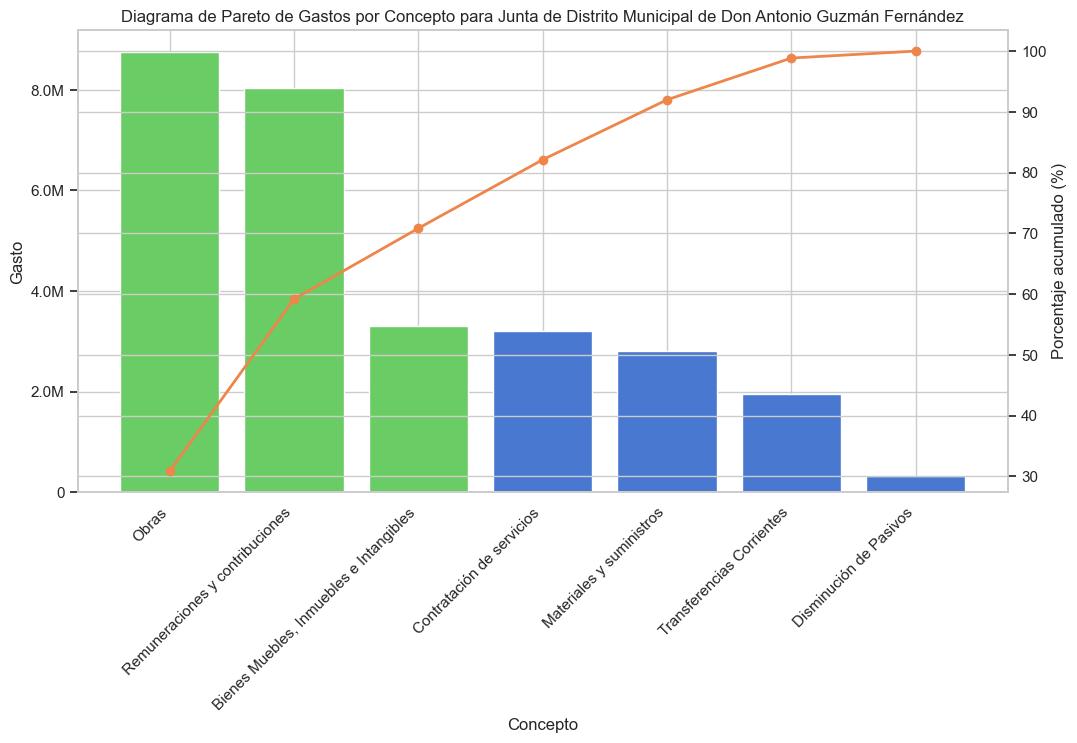 Diagrama de Pareto de Gastos por Concepto para Junta de Distrito Municipal de Don Antonio Guzmán Fernández
Gasto
8.0M
6.0M
4.0M
2.0M
0
100
90
80
70
60
50
40
30
Porcentaje acumulado (%)
Obras
Remuneraciones y contribuciones
Bienes Muebles, Inmuebles e Intangibles
Contratación de servicios
Materiales y suministros
Transferencias Corrientes
Disminución de Pasivos
Concepto